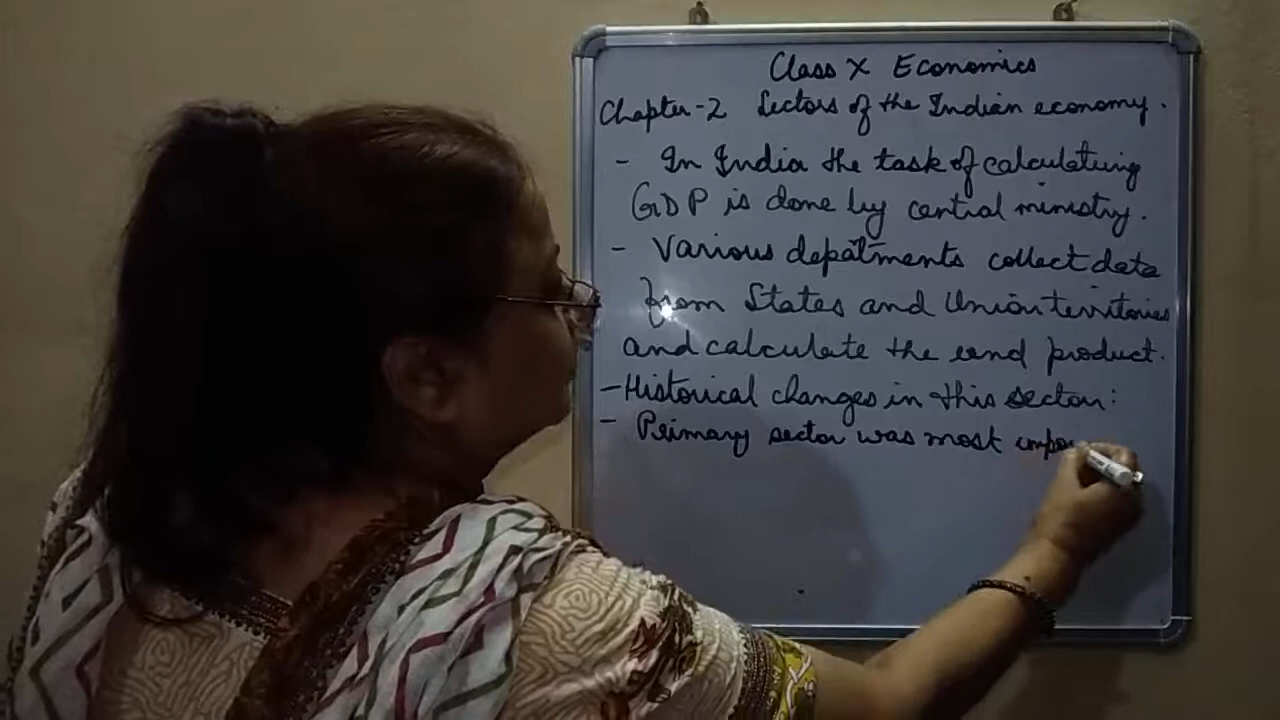 Class X Economics
Chapter-2 Sectors of the Indian economy.
- In India the task of calculating
GDP is done by central ministry.
- Various depatments collect data
from States and Union territories
and calculate the end product.
- Historical changes in this sector:
- Primary sector was most impo